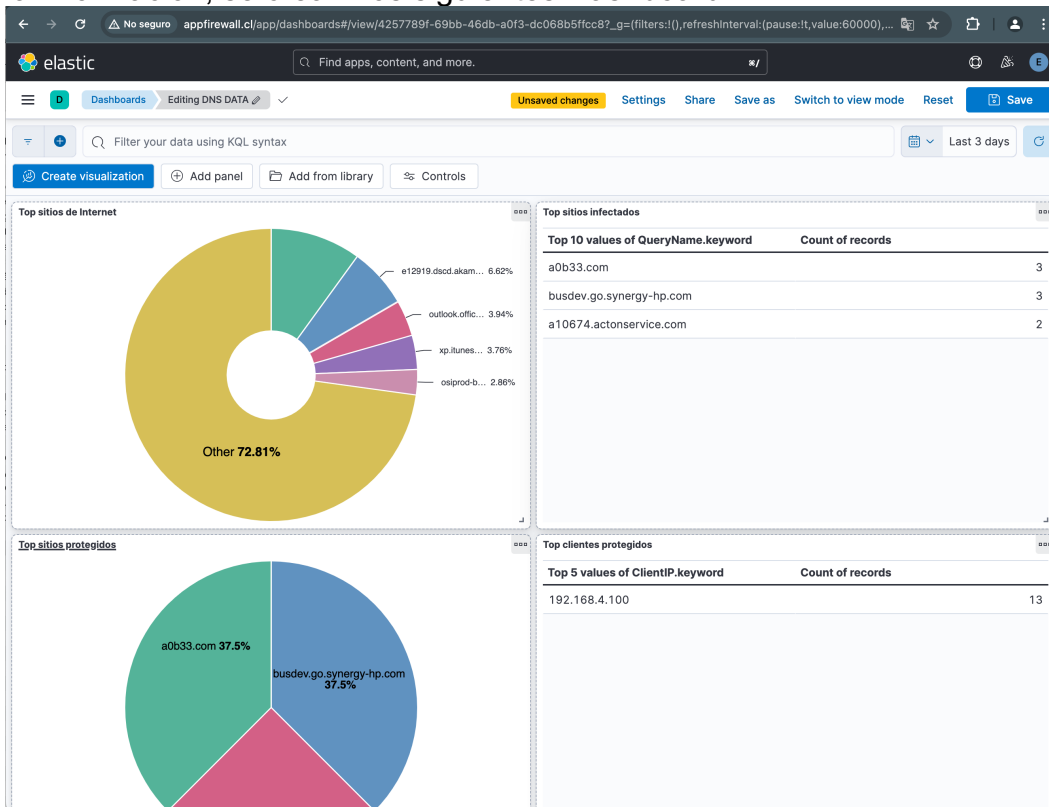 No seguro appfirewall.cl/app/dashboards#/view/4257789f-69bb-46db-a0f3-dc068b5ffcc8?_g=(filters:!(),refreshInterval:(pause:!t,value:60000),...
elastic
Find apps, content, and more.
⌘/
E
D
Dashboards
Editing DNS DATA
Unsaved changes
Settings
Share
Save as
Switch to view mode
Reset
Save
Filter your data using KQL syntax
Last 3 days
Create visualization
Add panel
Add from library
Controls
Top sitios de Internet
e12919.dscd.akam... 6.62%
outlook.offic... 3.94%
xp.itunes... 3.76%
osiprod-b... 2.86%
Other 72.81%
Top sitios infectados
Top 10 values of QueryName.keyword Count of records
a0b33.com 3
busdev.go.synergy-hp.com 3
a10674.actonservice.com 2
Top sitios protegidos
a0b33.com 37.5%
busdev.go.synergy-hp.com
37.5%
Top clientes protegidos
Top 5 values of ClientIP.keyword Count of records
192.168.4.100 13